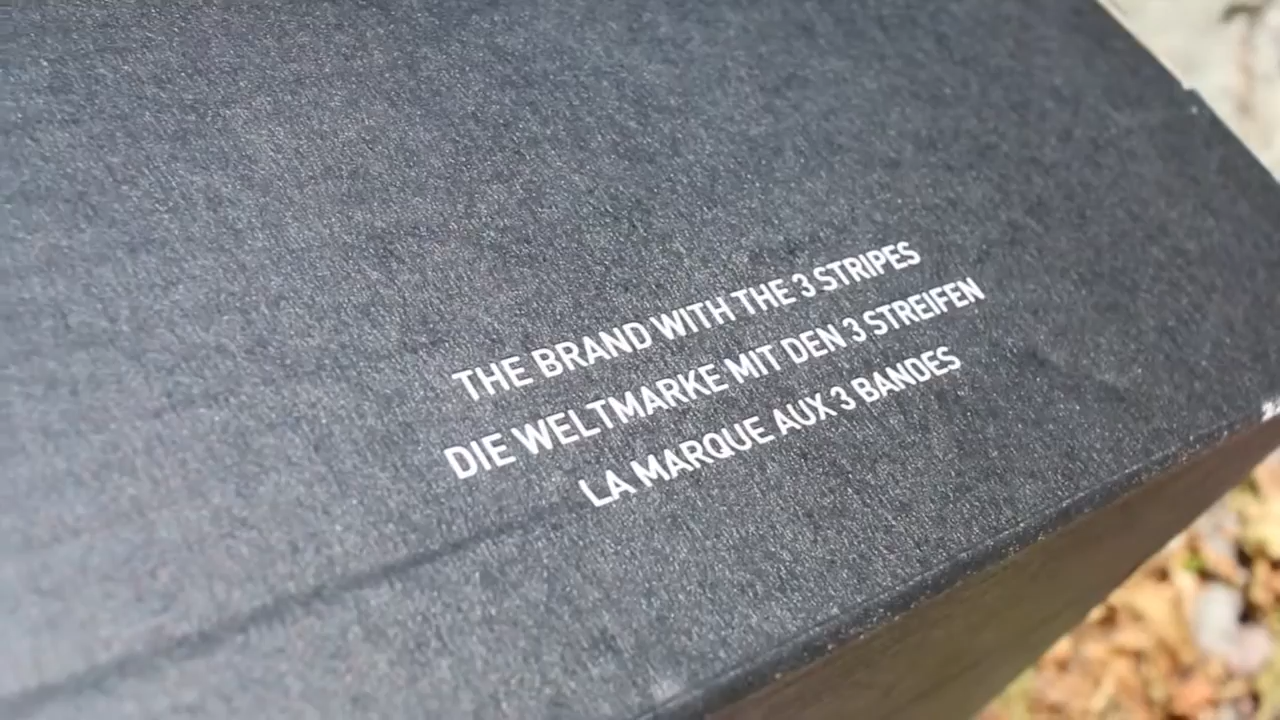 THE BRAND WITH THE 3 STRIPES
DIE WELTMARKE MIT DEN 3 STREIFEN
LA MARQUE AUX 3 BANDES